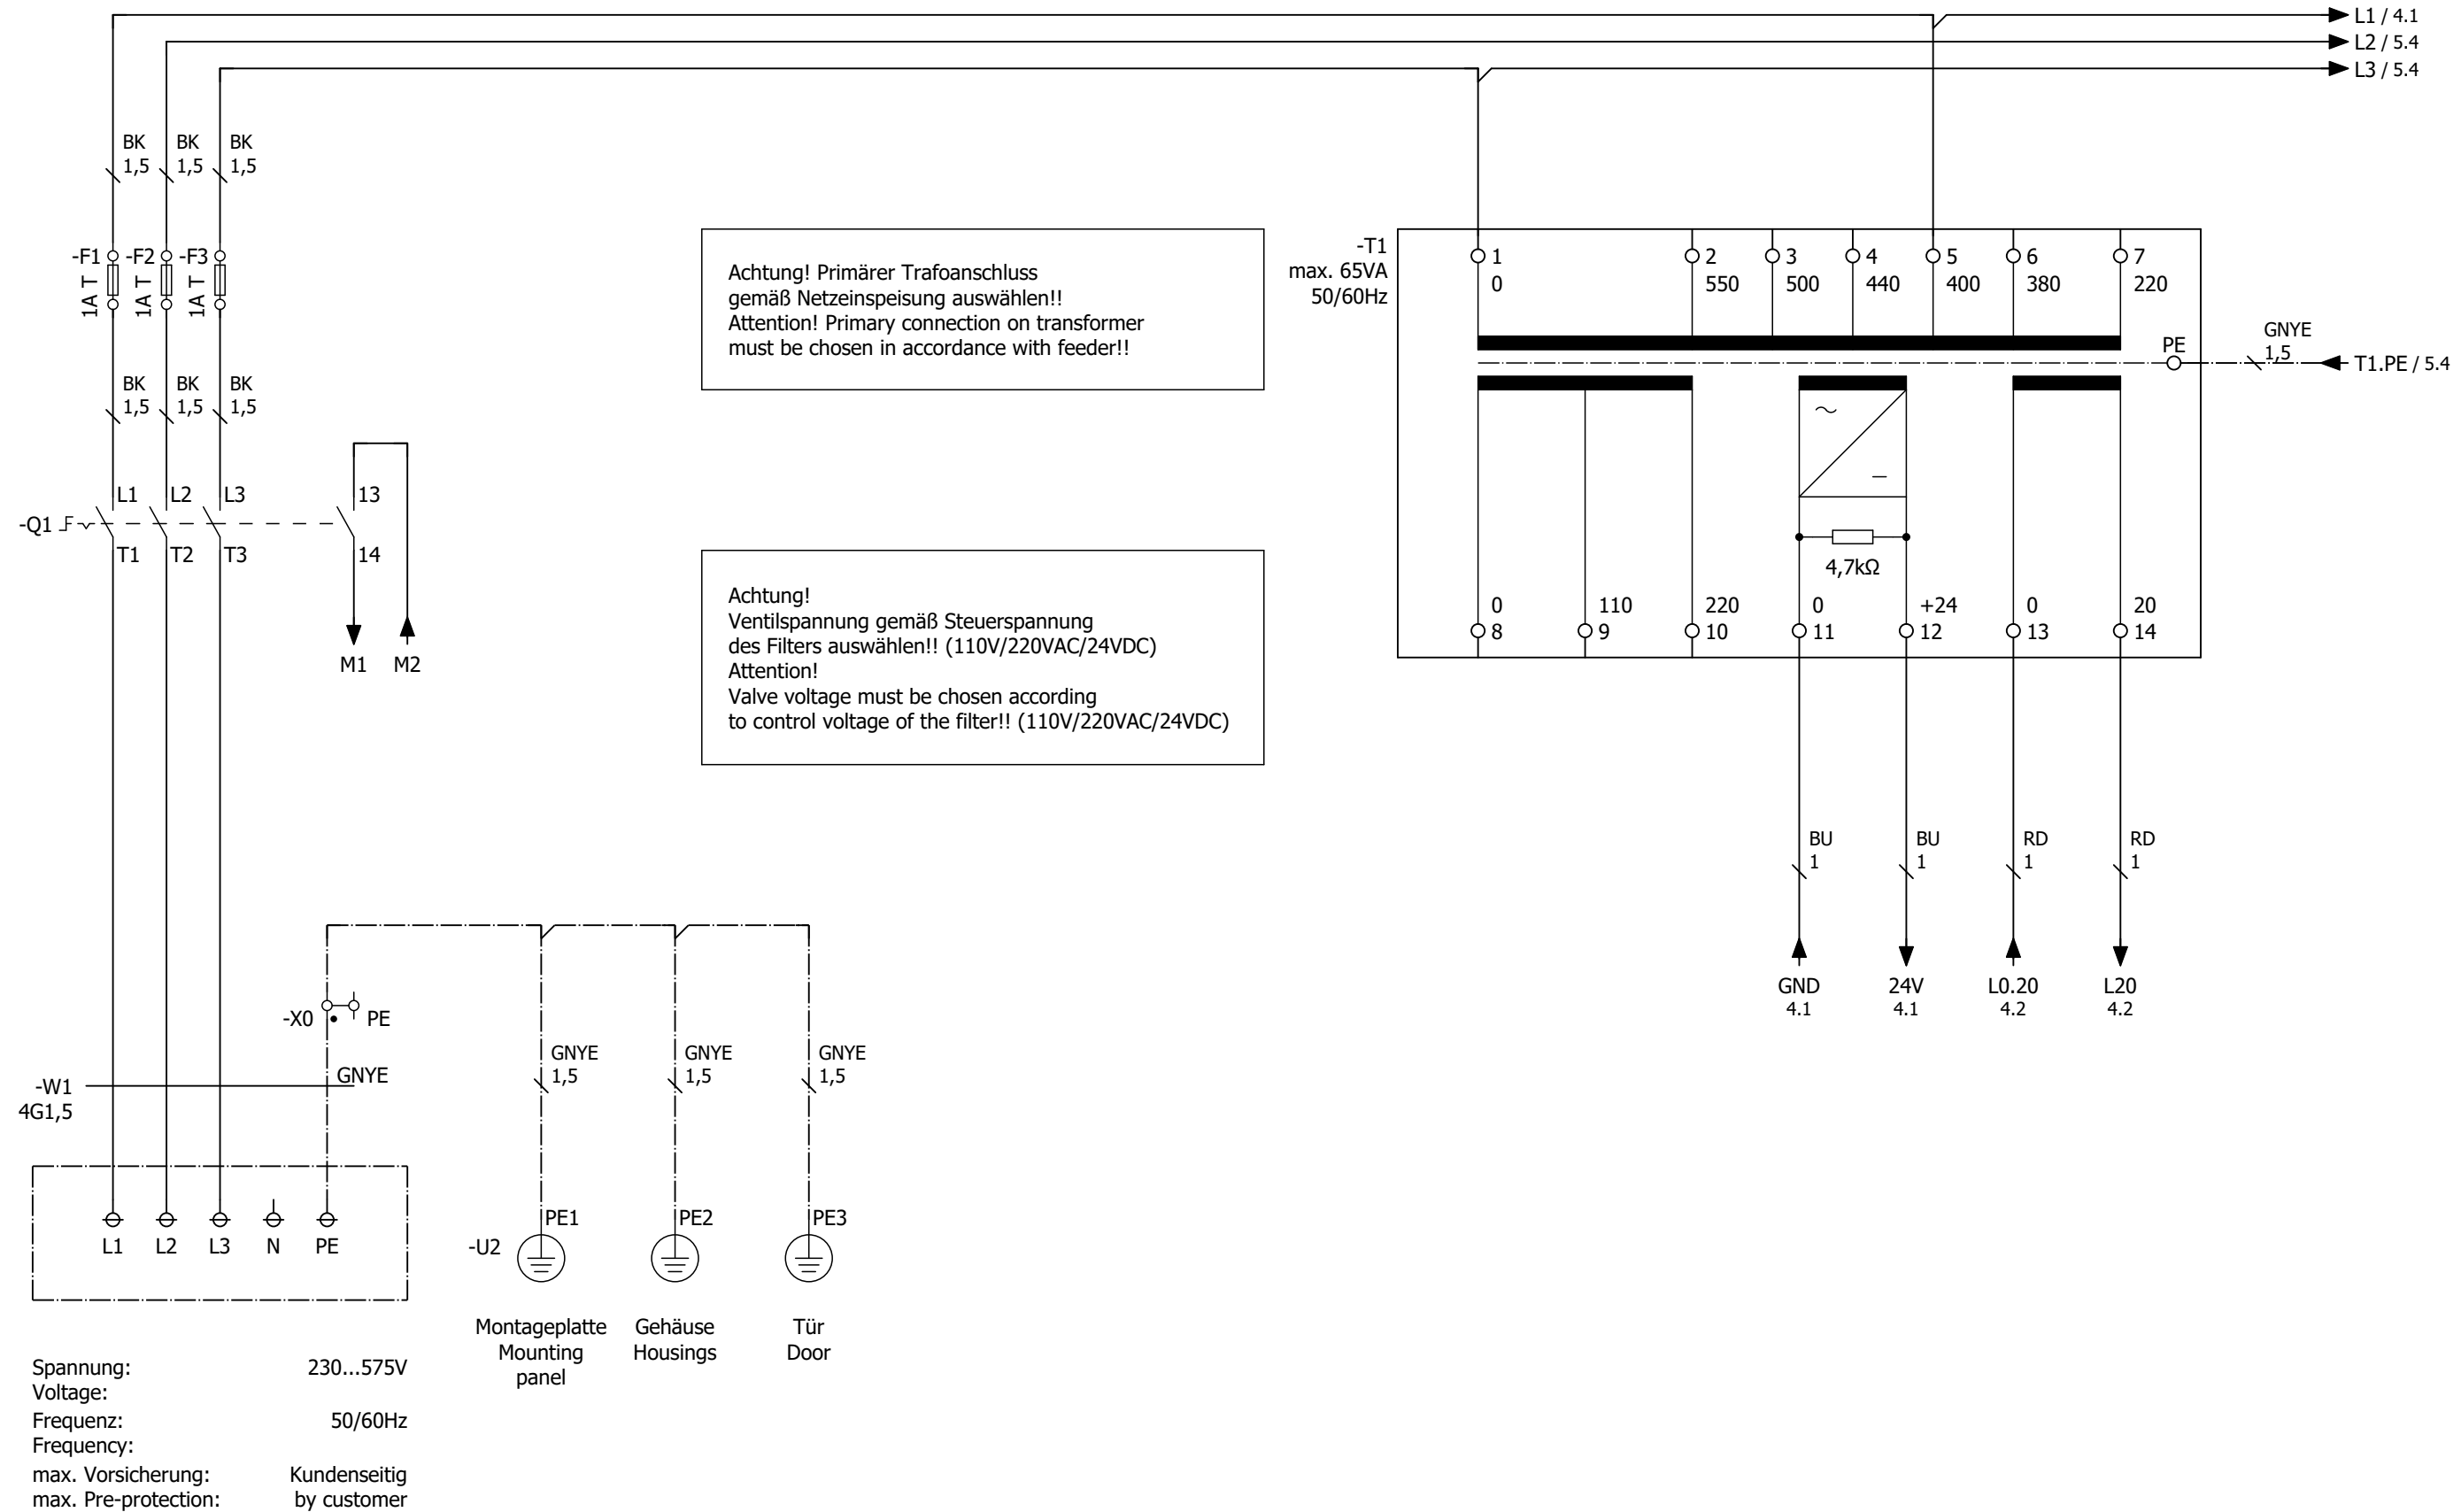 L1 / 4.1
L2 / 5.4
L3 / 5.4
BK BK BK
1,5 1,5 1,5
-F1 -F2 -F3
1A T 1A T 1A T
BK BK BK
1,5 1,5 1,5
L1 L2 L3 13
-Q1
T1 T2 T3 14
M1 M2
Achtung! Primärer Trafoanschluss
gemäß Netzeinspeisung auswählen!!
Attention! Primary connection on transformer
must be chosen in accordance with feeder!!
Achtung!
Ventilspannung gemäß Steuerspannung
des Filters auswählen!! (110V/220VAC/24VDC)
Attention!
Valve voltage must be chosen according
to control voltage of the filter!! (110V/220VAC/24VDC)
-T1
max. 65VA
50/60Hz
1 2 3 4 5 6 7
0 550 500 440 400 380 220
PE
GNYE
1,5
T1.PE / 5.4
~
–
4,7kΩ
0 110 220 0 +24 0 20
8 9 10 11 12 13 14
BU BU RD RD
1 1 1 1
GND 24V L0.20 L20
4.1 4.1 4.2 4.2
-X0 PE
-W1 GNYE
4G1,5
GNYE GNYE GNYE
1,5 1,5 1,5
L1 L2 L3 N PE
PE1 PE2 PE3
-U2
Montageplatte
Mounting
panel
Gehäuse
Housings
Tür
Door
Spannung: 230...575V
Voltage:
Frequenz: 50/60Hz
Frequency:
max. Vorsicherung: Kundenseitig
max. Pre-protection: by customer